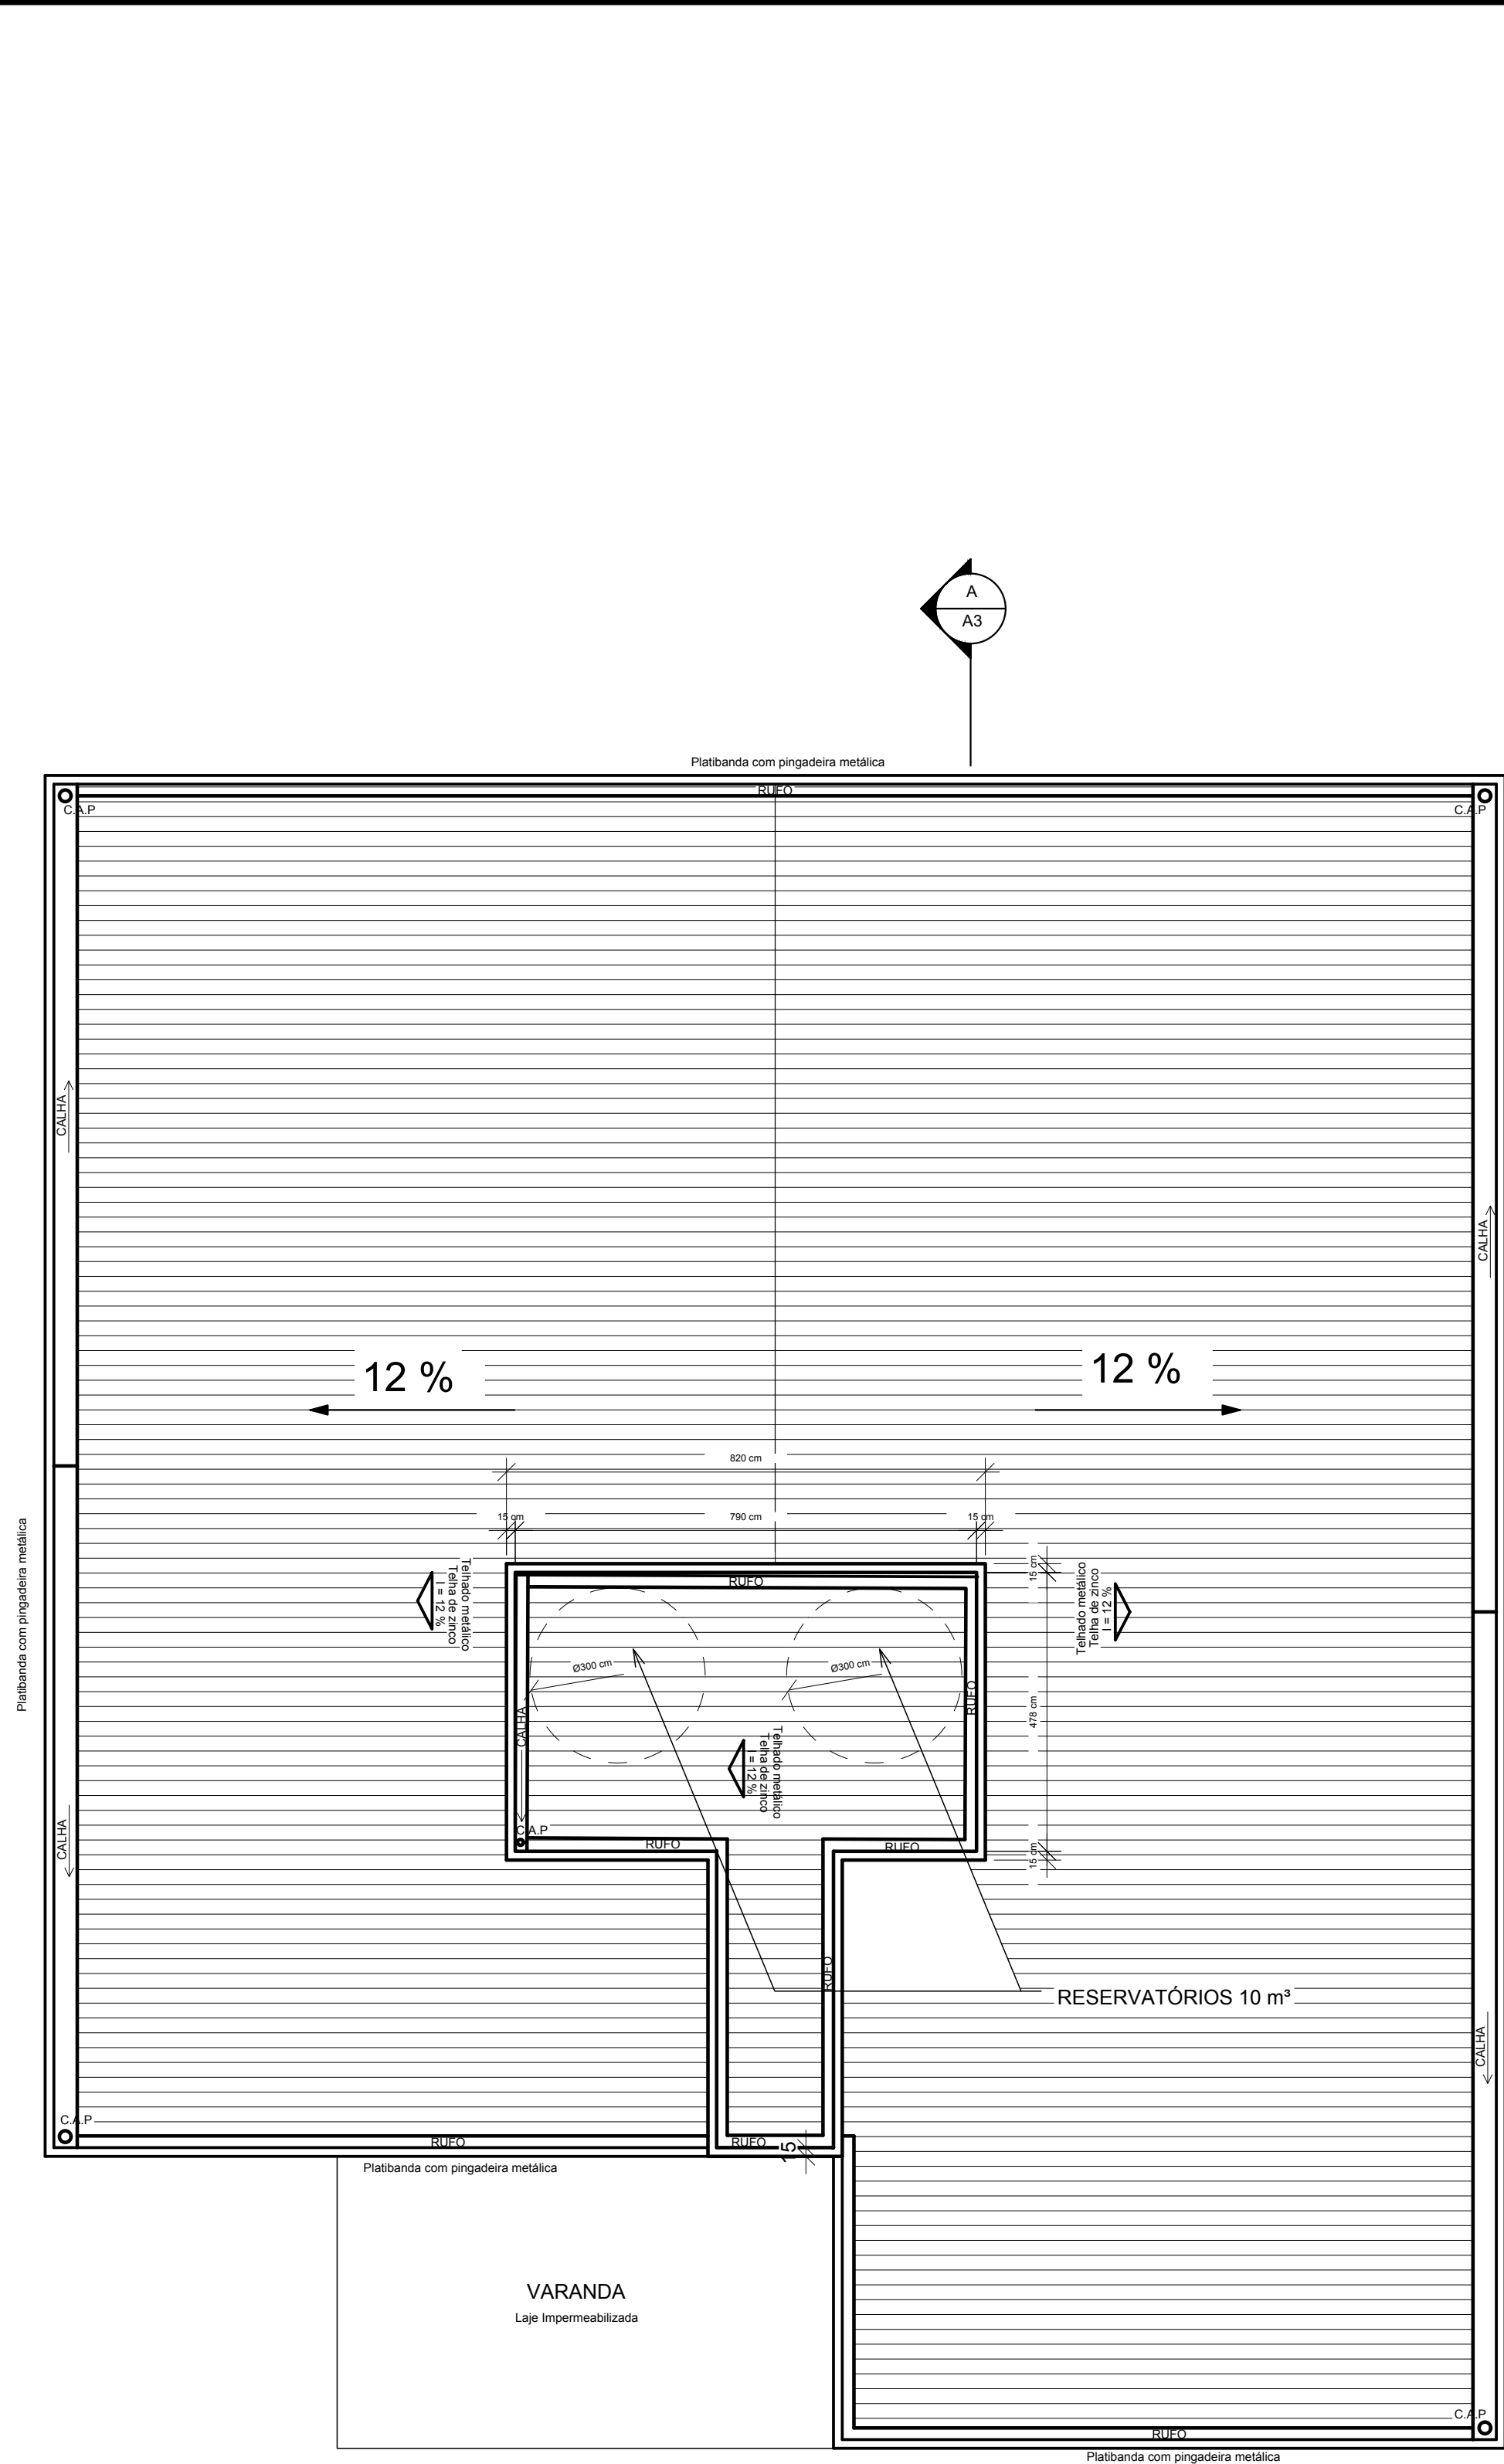 A
A3
Platibanda com pingadeira metálica
RUFO
C.A.P
C.A.P
CALHA
CALHA
12 %
12 %
820 cm
15 cm
790 cm
15 cm
Platibanda com pingadeira metálica
Telhado metálico
Telha de zinco
I = 12 %
RUFO
15 cm
Telhado metálico
Telha de zinco
I = 12 %
Ø300 cm
Ø300 cm
RUFO
478 cm
CALHA
Telhado metálico
Telha de zinco
I = 12 %
C.A.P
RUFO
RUFO
15 cm
CALHA
RUFO
RESERVATÓRIOS 10 m³
CALHA
C.A.P
RUFO
RUFO
15
Platibanda com pingadeira metálica
VARANDA
Laje Impermeabilizada
C.A.P
RUFO
Platibanda com pingadeira metálica